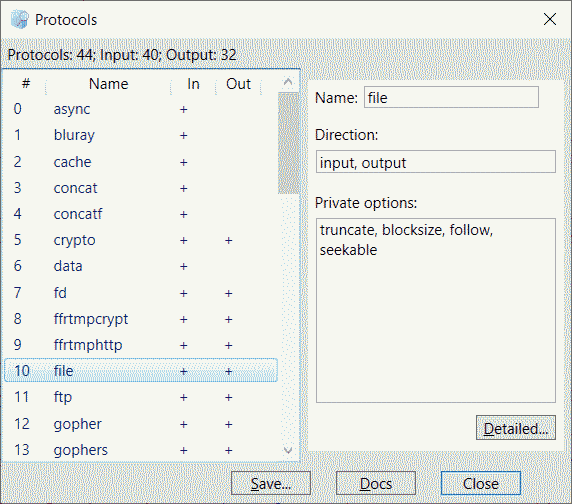 Protocols
Protocols: 44; Input: 40; Output: 32
# Name In Out
0 async +
1 bluray +
2 cache +
3 concat +
4 concatf +
5 crypto + +
6 data +
7 fd + +
8 ffrtmpcrypt + +
9 ffrtmphttp + +
10 file + +
11 ftp + +
12 gopher + +
13 gophers + +
Name: file
Direction:
input, output
Private options:
truncate, blocksize, follow,
seekable
Detailed...
Save... Docs Close